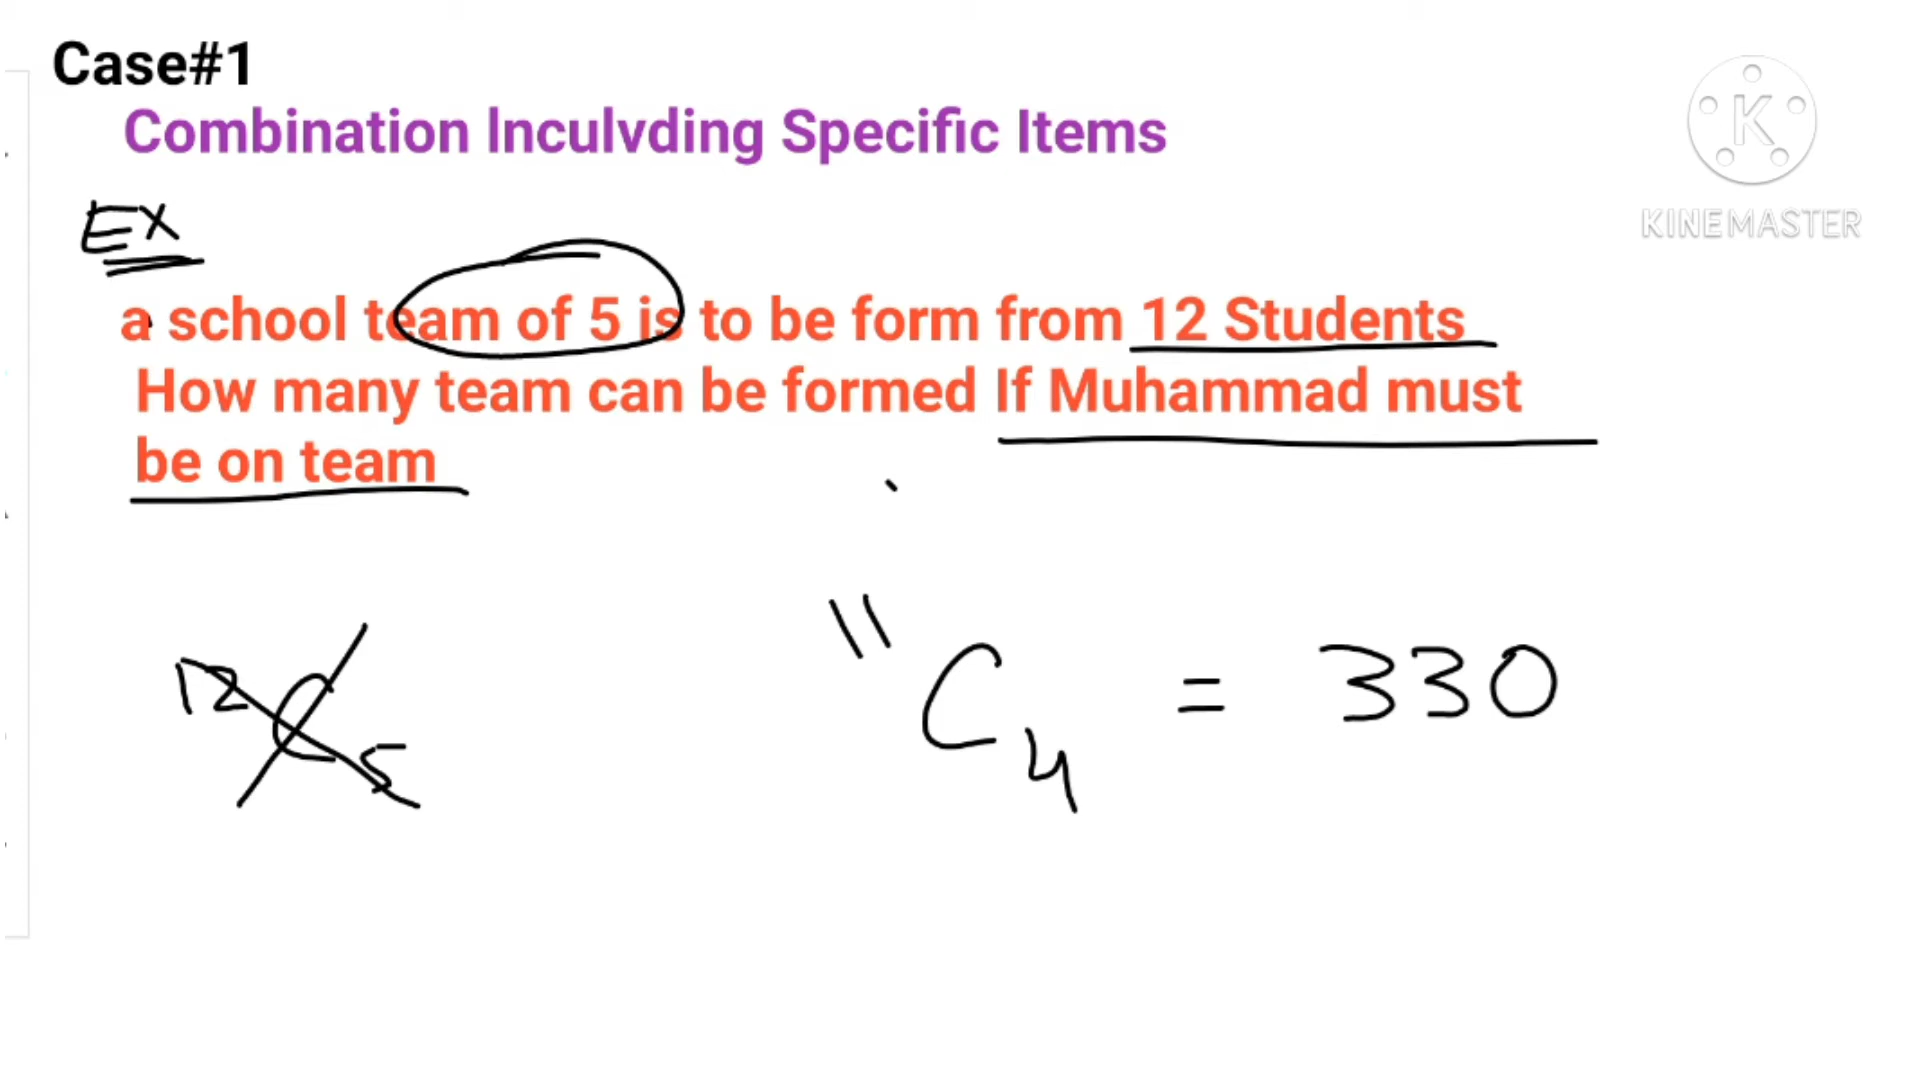 Case#1
Combination Inculvding Specific Items
EX
a school team of 5 is to be form from 12 Students
How many team can be formed If Muhammad must
be on team
12C5
11C4 = 330
K
KINEMASTER